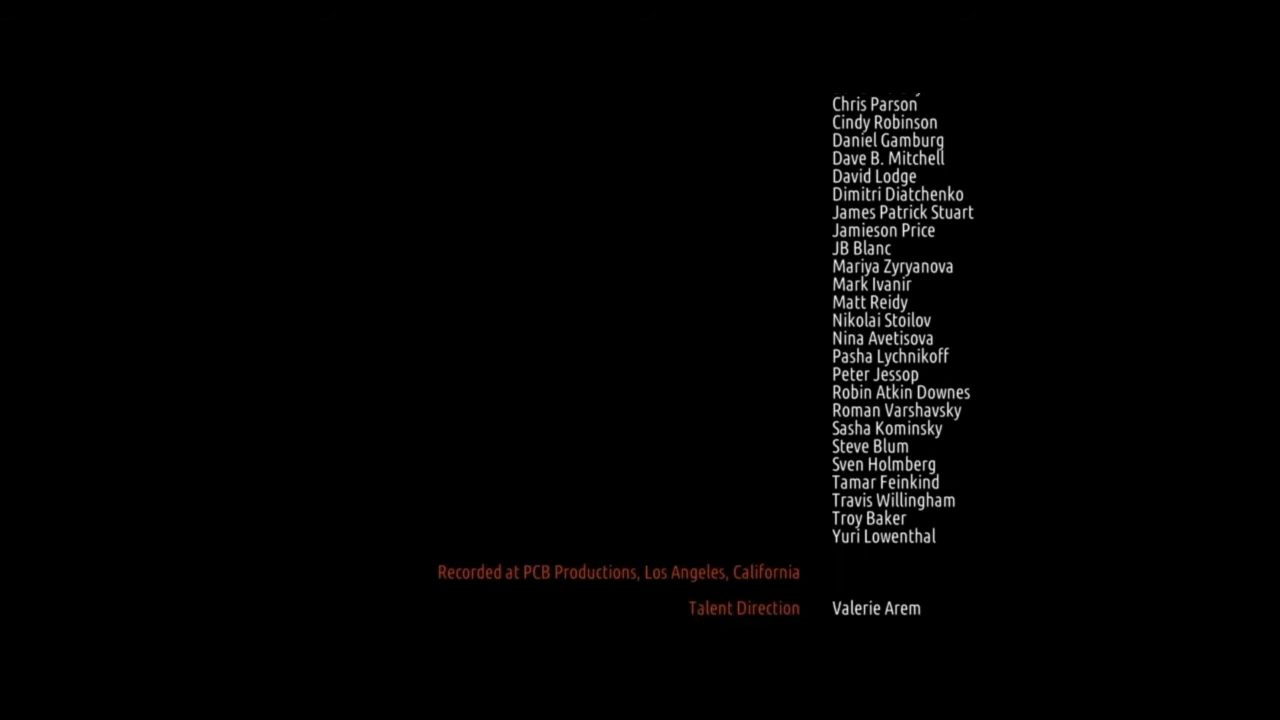 Chris Parson
Cindy Robinson
Daniel Gamburg
Dave B. Mitchell
David Lodge
Dimitri Diatchenko
James Patrick Stuart
Jamieson Price
JB Blanc
Mariya Zyryanova
Mark Ivanir
Matt Reidy
Nikolai Stoilov
Nina Avetisova
Pasha Lychnikoff
Peter Jessop
Robin Atkin Downes
Roman Varshavsky
Sasha Kominsky
Steve Blum
Sven Holmberg
Tamar Feinkind
Travis Willingham
Troy Baker
Yuri Lowenthal
Recorded at PCB Productions, Los Angeles, California
Talent Direction Valerie Arem